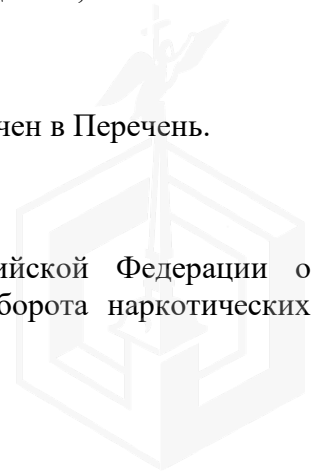 чен в Перечень.
ийской Федерации о
борота наркотических